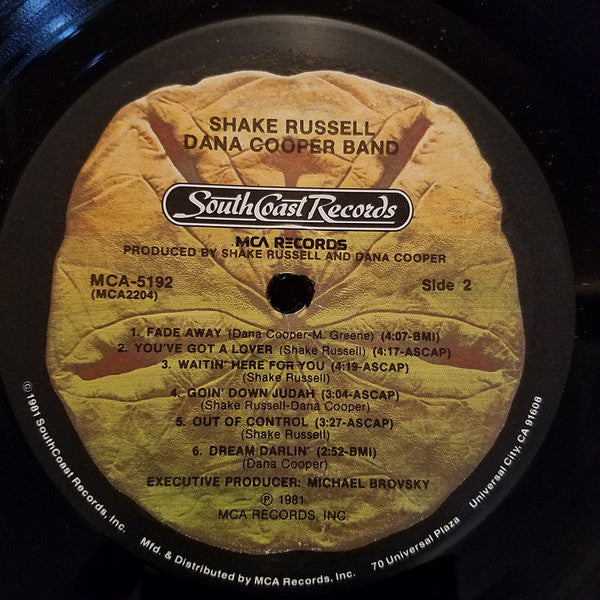 SHAKE RUSSELL
DANA COOPER BAND
SouthCoast Records
MCA RECORDS
PRODUCED BY SHAKE RUSSELL AND DANA COOPER
MCA-5192
(MCA2204)
Side 2
1. FADE AWAY (Dana Cooper-M. Greene) (4:07-BMI)
2. YOU'VE GOT A LOVER (Shake Russell) (4:17-ASCAP)
3. WAITIN' HERE FOR YOU (4:19-ASCAP)
(Shake Russell)
4. GOIN' DOWN JUDAH (3:04-ASCAP)
(Shake Russell-Dana Cooper)
5. OUT OF CONTROL (3:27-ASCAP)
(Shake Russell)
6. DREAM DARLIN' (2:52-BMI)
(Dana Cooper)
EXECUTIVE PRODUCER: MICHAEL BROVSKY
℗ 1981
MCA RECORDS, INC.
© 1981 SouthCoast Records, Inc.
Mfd. & Distributed by MCA Records, Inc.
70 Universal Plaza
Universal City, CA 91608